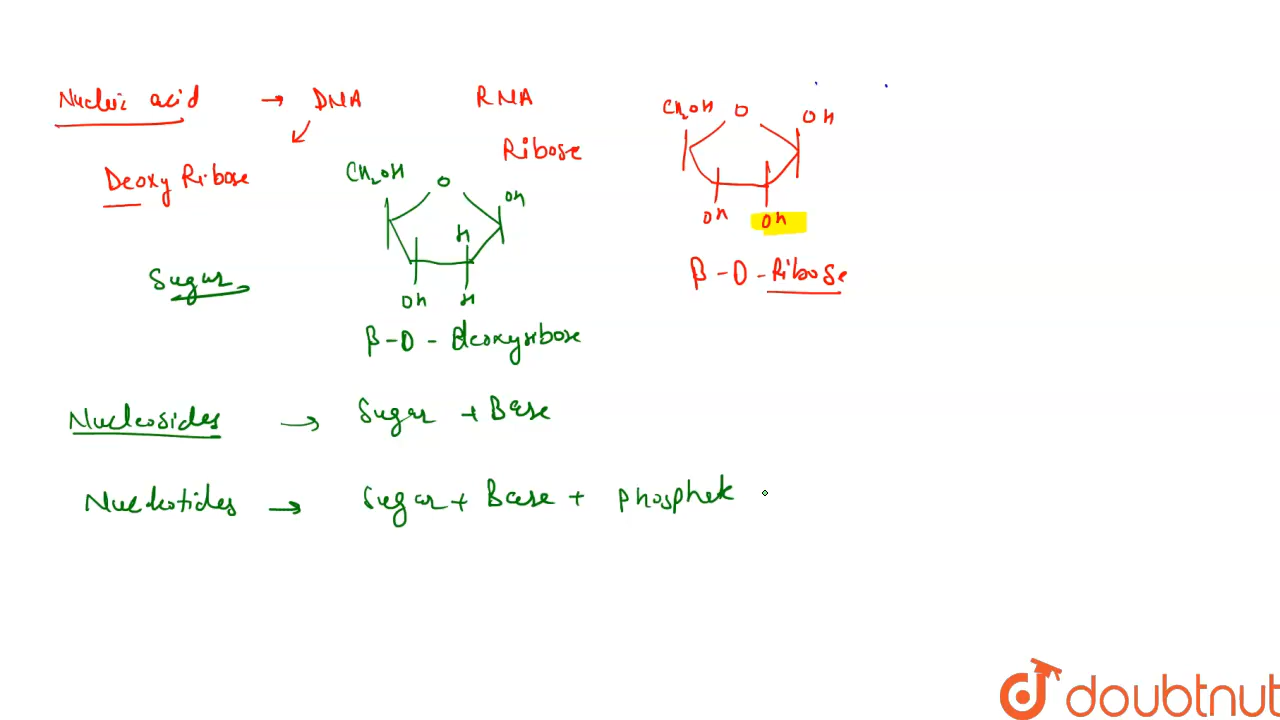 Nucleic acid → DNA RNA
Deoxy Ribose Ribose
CH2OH O OH
OH OH
β-D-Ribose
Sugar
CH2OH O OH
H
OH H
β-D-deoxyribose
Nucleosides → Sugar + Base
Nucleotides → Sugar + Base + Phosphate
doubtnut